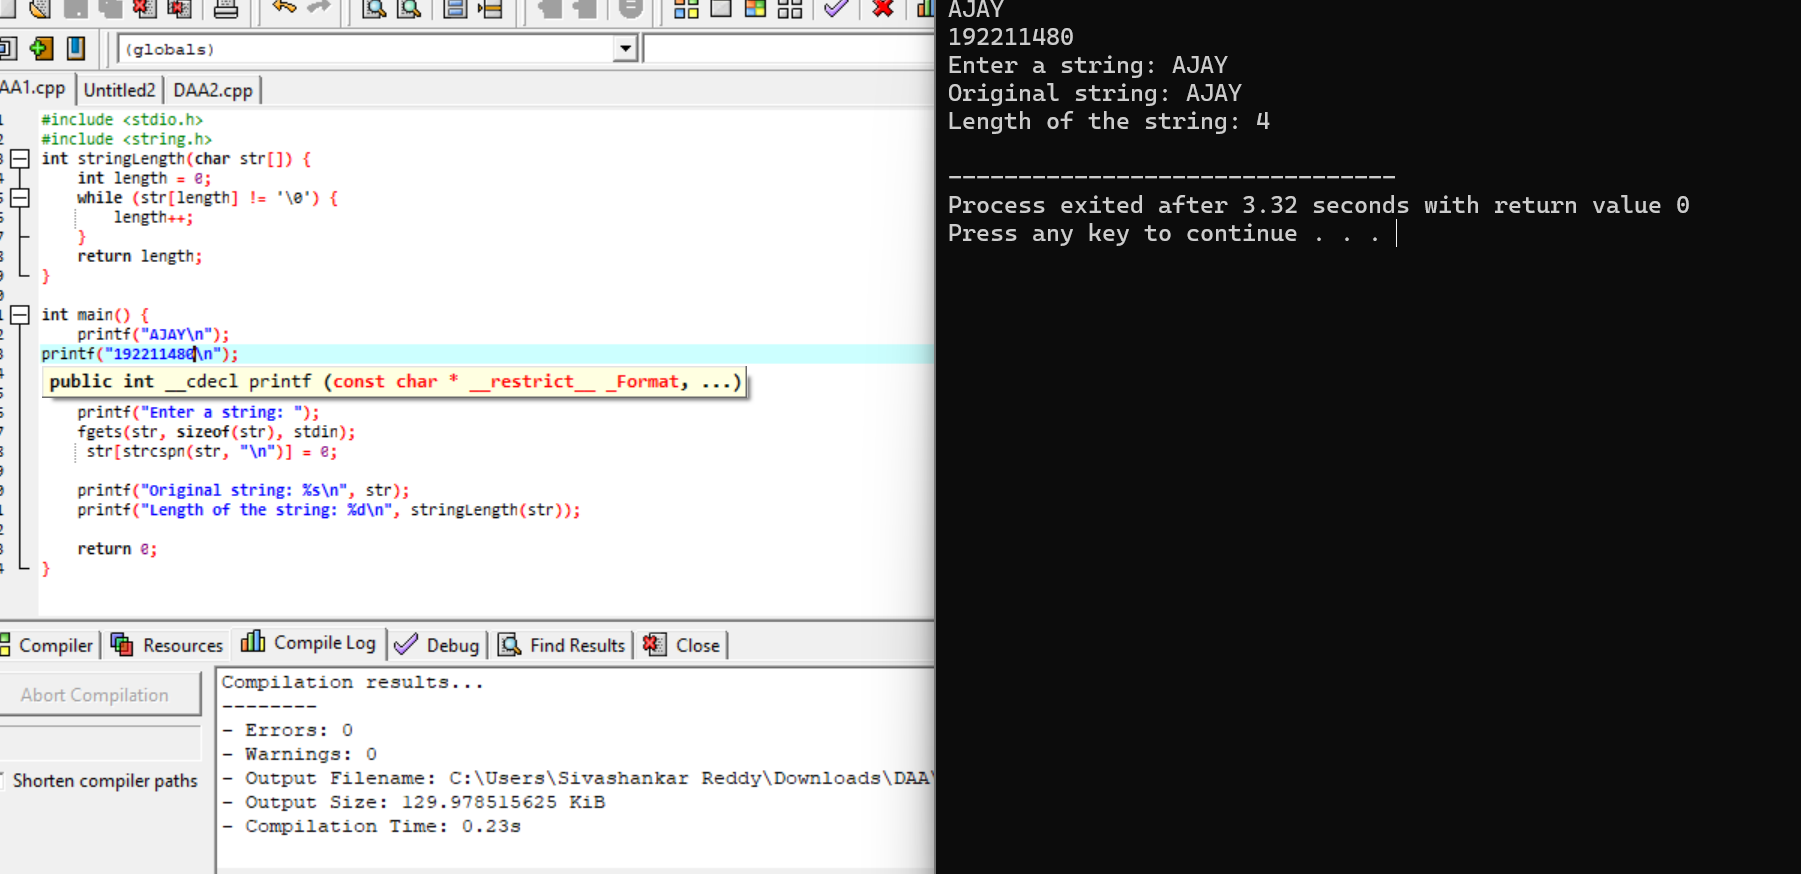 (globals)
AA1.cpp
Untitled2
DAA2.cpp
#include <stdio.h>
#include <string.h>
int stringLength(char str[]) {
    int length = 0;
    while (str[length] != '\0') {
        length++;
    }
    return length;
}
int main() {
    printf("AJAY\n");
printf("192211480\n");
public int __cdecl printf (const char * __restrict__ _Format, ...)
    printf("Enter a string: ");
    fgets(str, sizeof(str), stdin);
     str[strcspn(str, "\n")] = 0;
    printf("Original string: %s\n", str);
    printf("Length of the string: %d\n", stringLength(str));
    return 0;
}
Compiler
Resources
Compile Log
Debug
Find Results
Close
Abort Compilation
Shorten compiler paths
Compilation results...
--------
- Errors: 0
- Warnings: 0
- Output Filename: C:\Users\Sivashankar Reddy\Downloads\DAA\
- Output Size: 129.978515625 KiB
- Compilation Time: 0.23s
AJAY
192211480
Enter a string: AJAY
Original string: AJAY
Length of the string: 4
--------------------------------
Process exited after 3.32 seconds with return value 0
Press any key to continue . . .